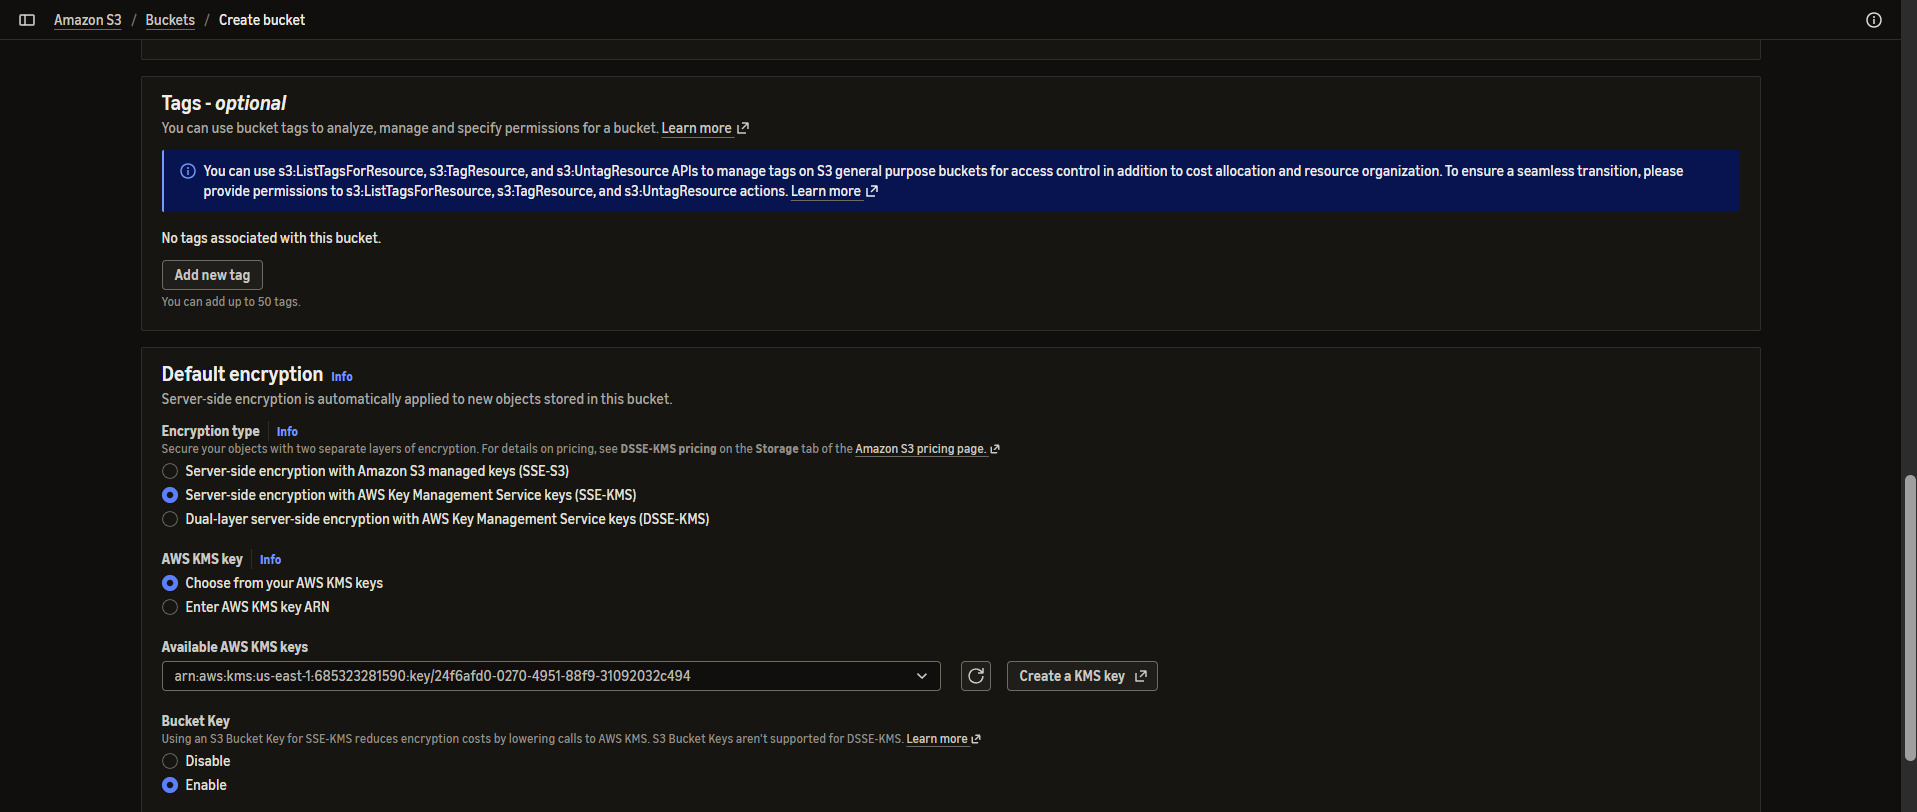 Amazon S3 / Buckets / Create bucket
Tags - optional
You can use bucket tags to analyze, manage and specify permissions for a bucket. Learn more
You can use s3:ListTagsForResource, s3:TagResource, and s3:UntagResource APIs to manage tags on S3 general purpose buckets for access control in addition to cost allocation and resource organization. To ensure a seamless transition, please
provide permissions to s3:ListTagsForResource, s3:TagResource, and s3:UntagResource actions. Learn more
No tags associated with this bucket.
Add new tag
You can add up to 50 tags.
Default encryption Info
Server-side encryption is automatically applied to new objects stored in this bucket.
Encryption type Info
Secure your objects with two separate layers of encryption. For details on pricing, see DSSE-KMS pricing on the Storage tab of the Amazon S3 pricing page.
Server-side encryption with Amazon S3 managed keys (SSE-S3)
Server-side encryption with AWS Key Management Service keys (SSE-KMS)
Dual-layer server-side encryption with AWS Key Management Service keys (DSSE-KMS)
AWS KMS key Info
Choose from your AWS KMS keys
Enter AWS KMS key ARN
Available AWS KMS keys
arn:aws:kms:us-east-1:685323281590:key/24f6afd0-0270-4951-88f9-31092032c494
Create a KMS key
Bucket Key
Using an S3 Bucket Key for SSE-KMS reduces encryption costs by lowering calls to AWS KMS. S3 Bucket Keys aren't supported for DSSE-KMS. Learn more
Disable
Enable